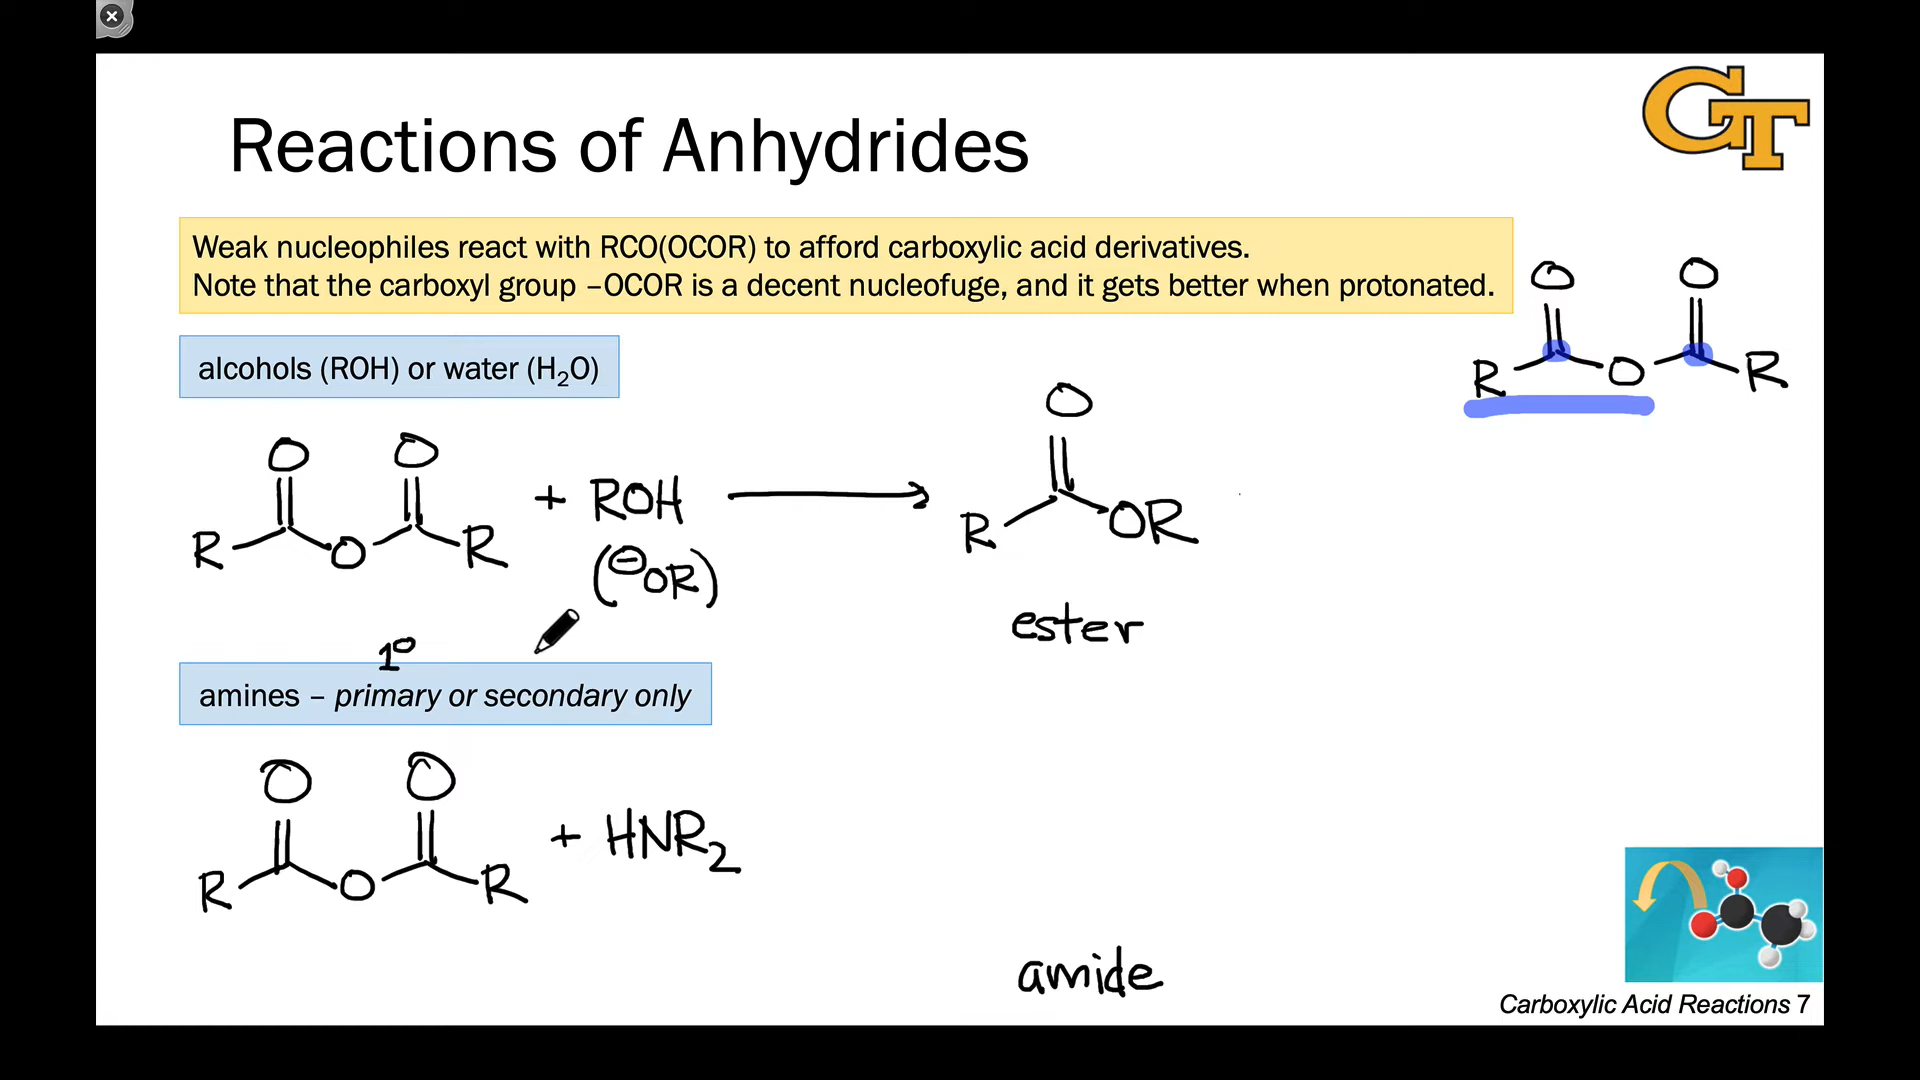 GT
Reactions of Anhydrides
Weak nucleophiles react with RCO(OCOR) to afford carboxylic acid derivatives.
Note that the carboxyl group –OCOR is a decent nucleofuge, and it gets better when protonated.
O O
R O R
alcohols (ROH) or water (H₂O)
O O
R O R
+ ROH
(⊖OR)
O
R OR
ester
1°
amines – primary or secondary only
O O
R O R
+ HNR₂
amide
Carboxylic Acid Reactions 7